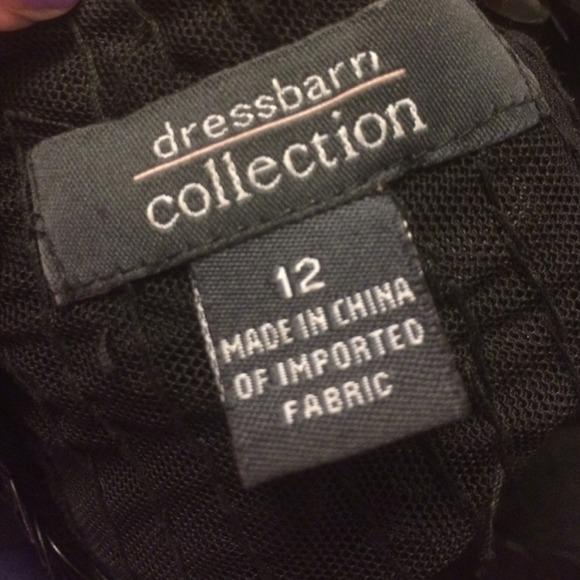 dressbarn
collection
12
MADE IN CHINA
OF IMPORTED
FABRIC